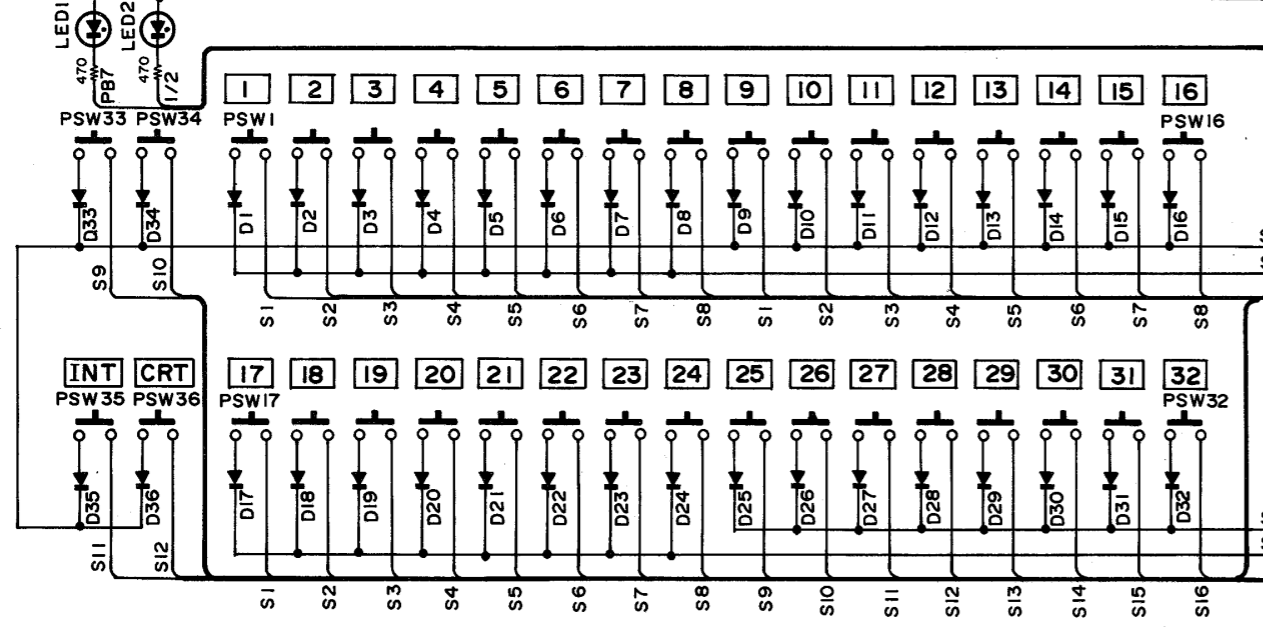 LED1 LED2
470 PB7 470 1/2
1 2 3 4 5 6 7 8 9 10 11 12 13 14 15 16
PSW33 PSW34 PSW1 PSW16
D33 D34 D1 D2 D3 D4 D5 D6 D7 D8 D9 D10 D11 D12 D13 D14 D15 D16
S9 S10
S1 S2 S3 S4 S5 S6 S7 S8 S1 S2 S3 S4 S5 S6 S7 S8
INT CRT 17 18 19 20 21 22 23 24 25 26 27 28 29 30 31 32
PSW35 PSW36 PSW17 PSW32
D35 D36 D17 D18 D19 D20 D21 D22 D23 D24 D25 D26 D27 D28 D29 D30 D31 D32
S11 S12
S1 S2 S3 S4 S5 S6 S7 S8 S9 S10 S11 S12 S13 S14 S15 S16